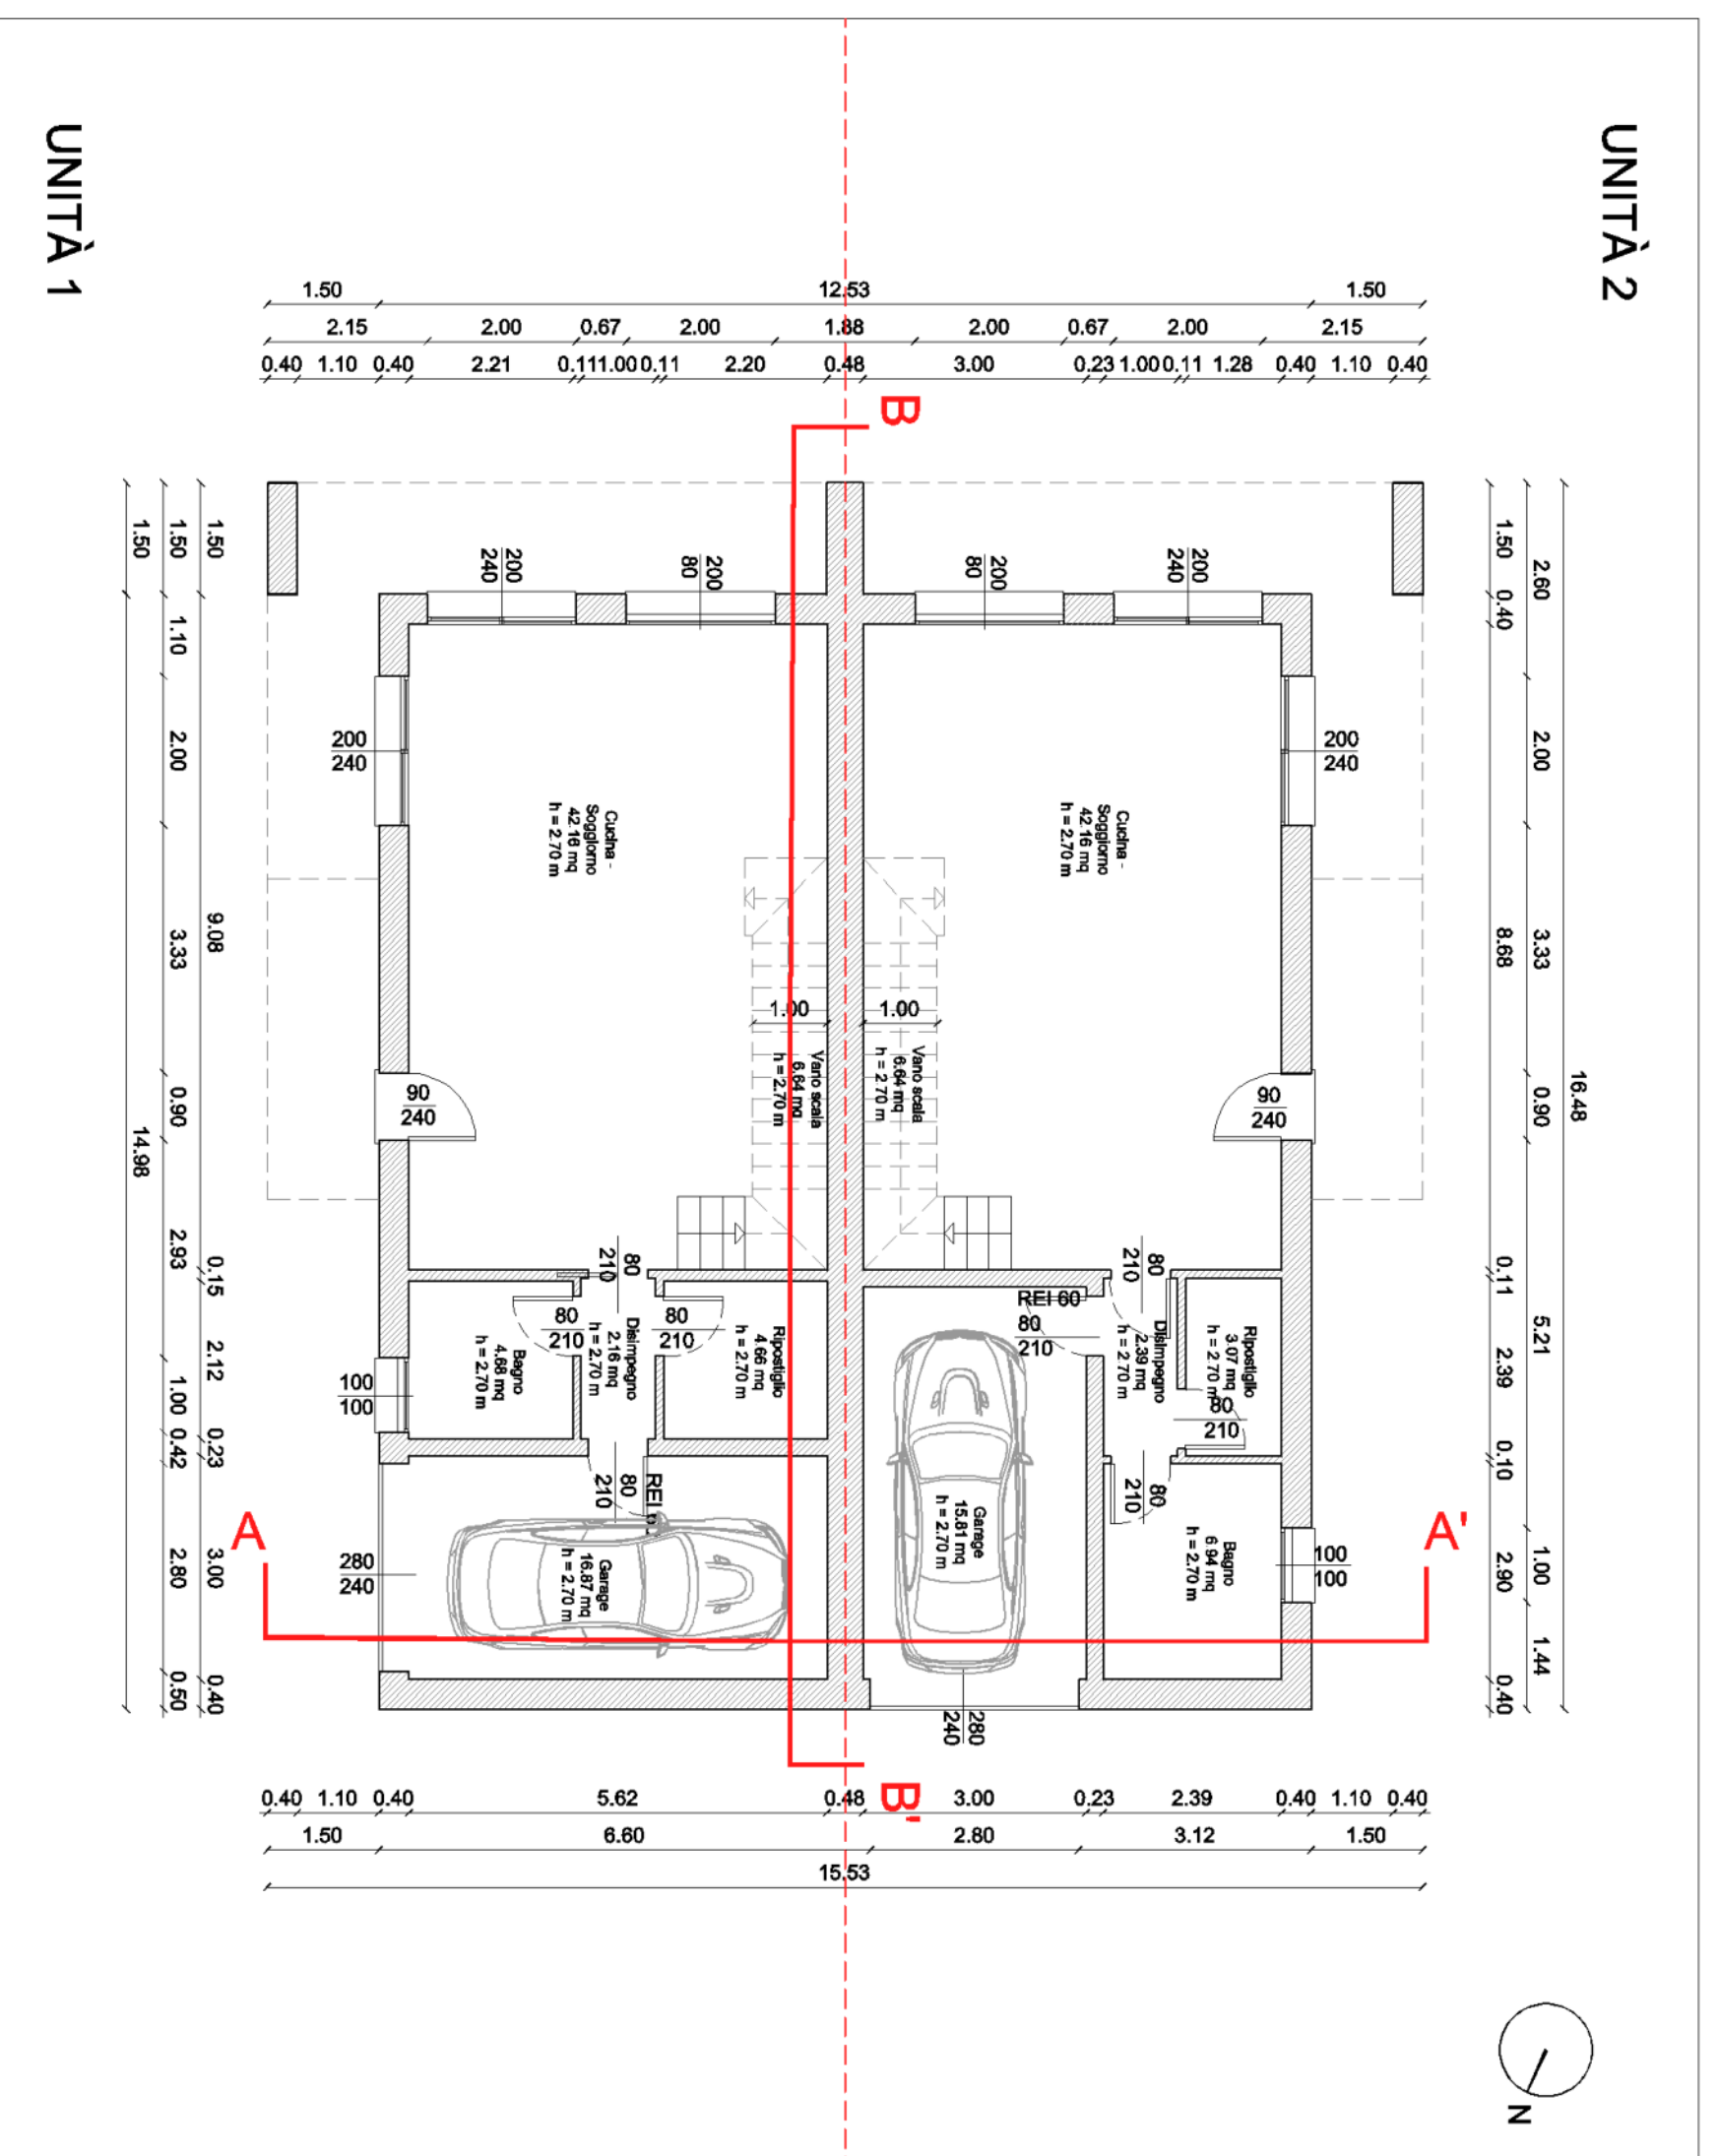 UNITÀ 1
UNITÀ 2
1.50 12.53 1.50
2.15 2.00 0.67 2.00 1.88 2.00 0.67 2.00 2.15
0.40 1.10 0.40 2.21 0.11 1.00 0.11 2.20 0.48 3.00 0.23 1.00 0.11 1.28 0.40 1.10 0.40
B
200
240
200
80
200
80
200
240
1.50 14.98
1.50 1.10 2.00 3.33 0.90 2.93 1.00 0.42 2.80 0.50
1.50 9.08 0.15 2.12 0.23 3.00 0.40
1.50 0.40 8.68 0.11 2.39 0.10 2.90 0.40
2.60 2.00 3.33 0.90 5.21 1.00 1.44
16.48
200
240
200
240
Cucina -
Soggiorno
42.16 mq
h = 2.70 m
Cucina -
Soggiorno
42.16 mq
h = 2.70 m
1.00
1.00
Vano scala
6.64 mq
h = 2.70 m
Vano scala
6.64 mq
h = 2.70 m
90
240
90
240
80
210
80
210
80
210
80
210
Bagno
4.68 mq
h = 2.70 m
Disimpegno
2.16 mq
h = 2.70 m
Ripostiglio
4.66 mq
h = 2.70 m
REI 60
80
210
Disimpegno
2.39 mq
h = 2.70 m
Ripostiglio
3.07 mq
h = 2.70 m
80
210
100
100
80
210
REI
80
210
Garage
16.87 mq
h = 2.70 m
Garage
15.81 mq
h = 2.70 m
Bagno
6.94 mq
h = 2.70 m
100
100
A
A'
280
240
280
240
B'
0.40 1.10 0.40 5.62 0.48 3.00 0.23 2.39 0.40 1.10 0.40
1.50 6.60 2.80 3.12 1.50
15.53
N